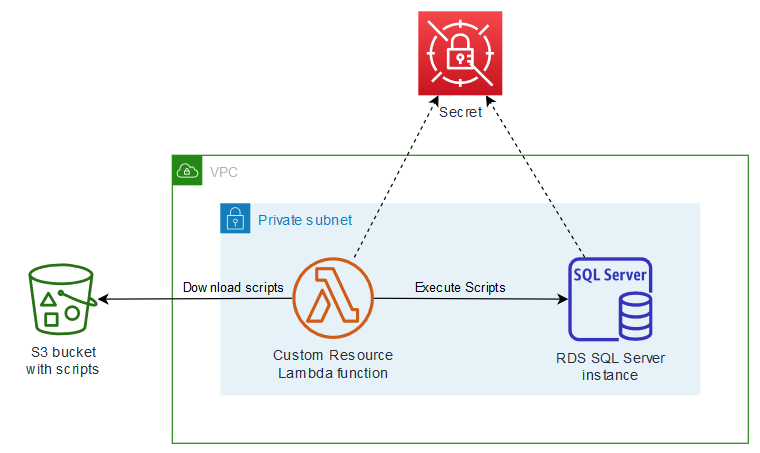 Secret
VPC
Private subnet
SQL Server
Download scripts
Execute Scripts
S3 bucket
with scripts
Custom Resource
Lambda function
RDS SQL Server
instance